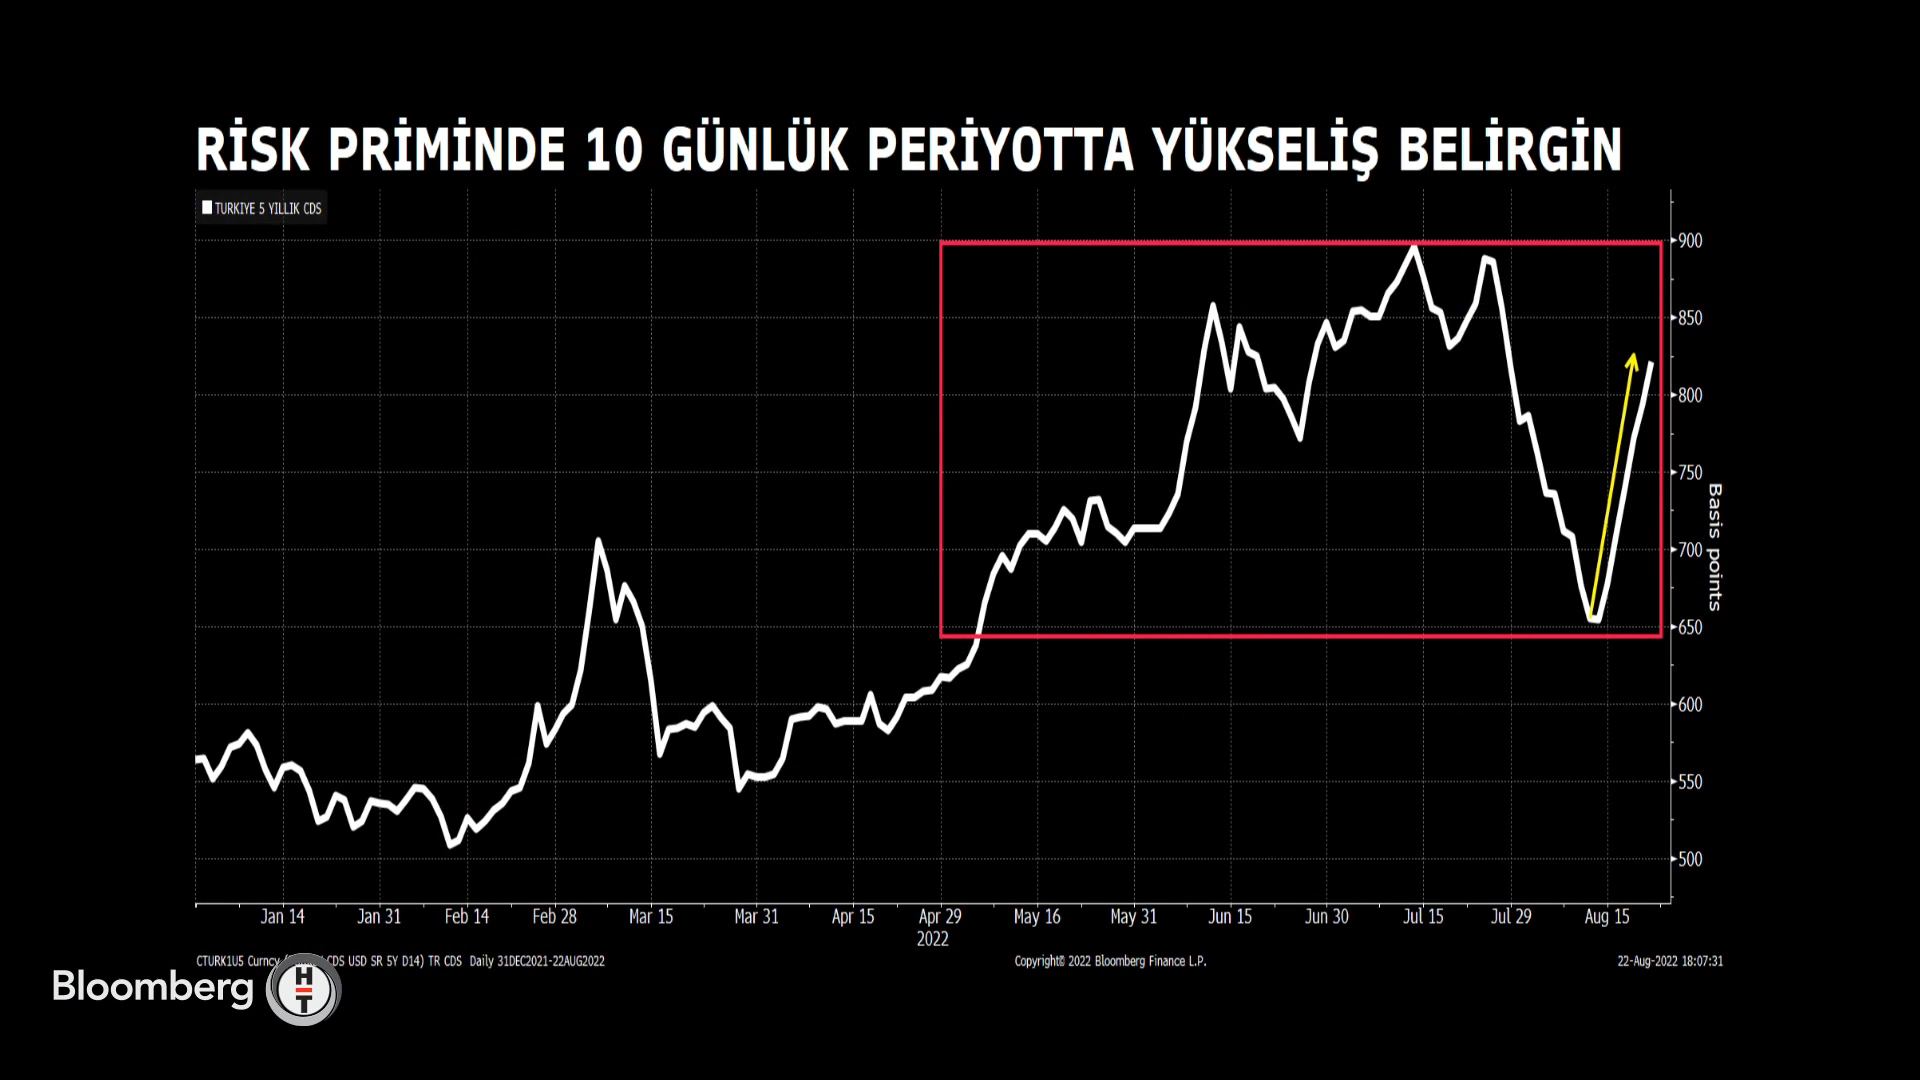 RİSK PRİMİNDE 10 GÜNLÜK PERİYOTTA YÜKSELİŞ BELİRGİN
TURKIYE 5 YILLIK CDS
900
850
800
750
700
650
600
550
500
Basis points
Jan 14 Jan 31 Feb 14 Feb 28 Mar 15 Mar 31 Apr 15 Apr 29 May 16 May 31 Jun 15 Jun 30 Jul 15 Jul 29 Aug 15
2022
CTURK1U5 Curncy CDS USD SR 5Y D14) TR CDS Daily 31DEC2021-22AUG2022 Copyright© 2022 Bloomberg Finance L.P. 22-Aug-2022 18:07:31
Bloomberg HT